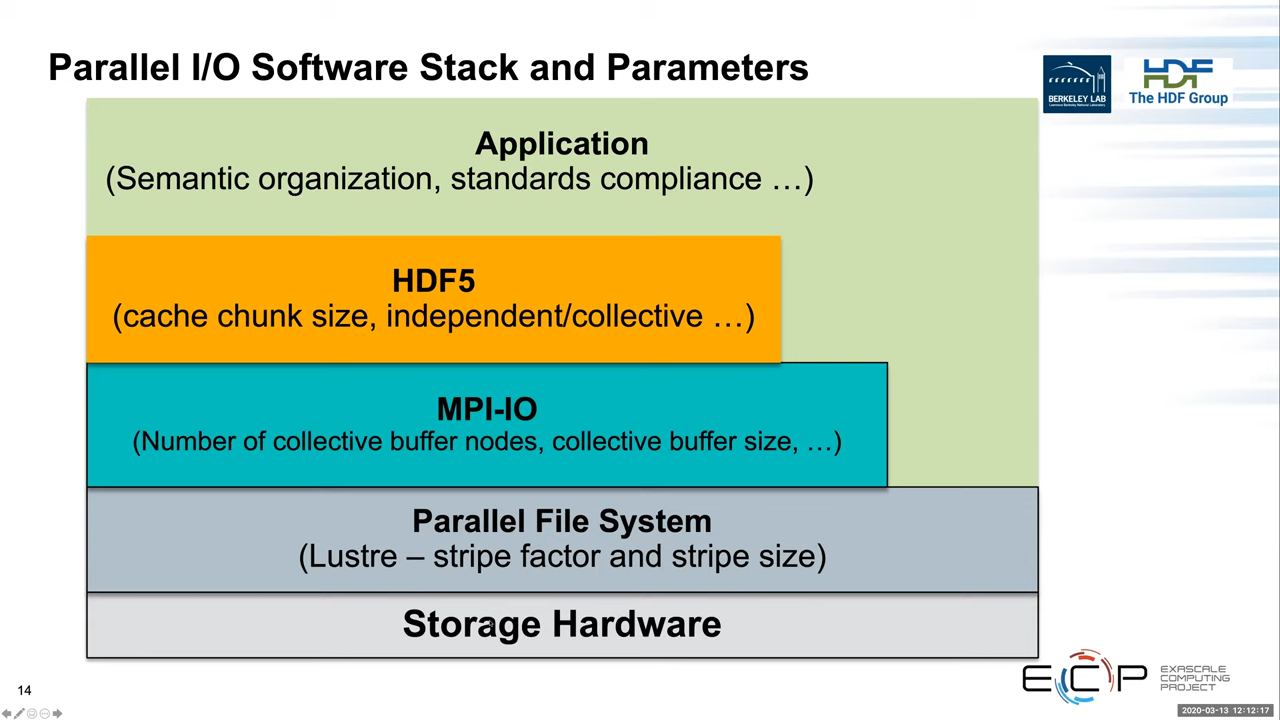 Parallel I/O Software Stack and Parameters
BERKELEY LAB
The HDF Group
Application
(Semantic organization, standards compliance …)
HDF5
(cache chunk size, independent/collective …)
MPI-IO
(Number of collective buffer nodes, collective buffer size, …)
Parallel File System
(Lustre – stripe factor and stripe size)
Storage Hardware
14
ECP
EXASCALE
COMPUTING
PROJECT
2020-03-13 12:12:17